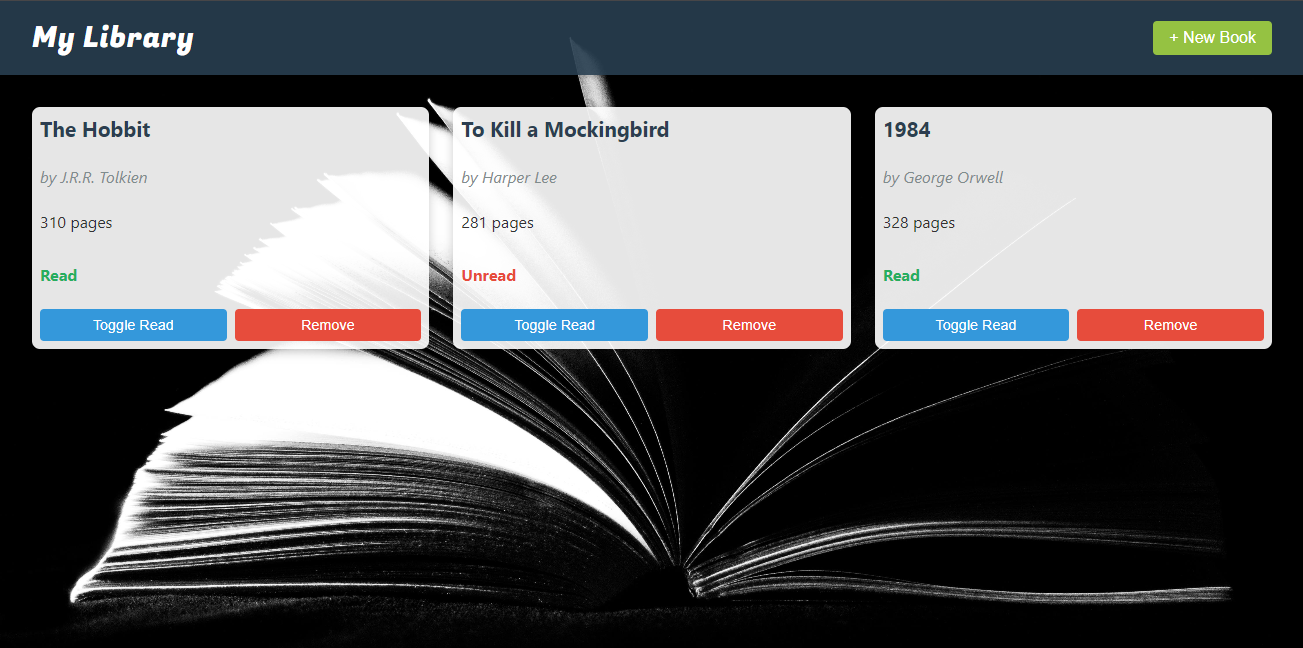 My Library
+ New Book
The Hobbit
by J.R.R. Tolkien
310 pages
Read
Toggle Read
Remove
To Kill a Mockingbird
by Harper Lee
281 pages
Unread
Toggle Read
Remove
1984
by George Orwell
328 pages
Read
Toggle Read
Remove